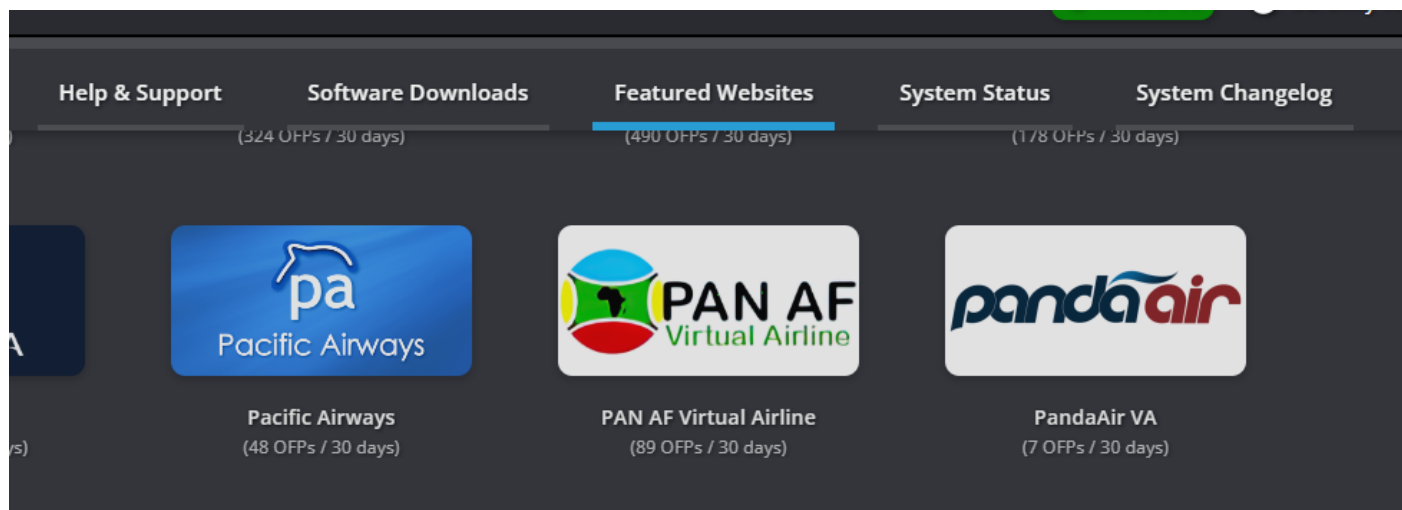 Help & Support Software Downloads Featured Websites System Status System Changelog
(324 OFPs / 30 days) (490 OFPs / 30 days) (178 OFPs / 30 days)
A
pa
Pacific Airways
PAN AF
Virtual Airline
pandaair
Pacific Airways PAN AF Virtual Airline PandaAir VA
ys) (48 OFPs / 30 days) (89 OFPs / 30 days) (7 OFPs / 30 days)